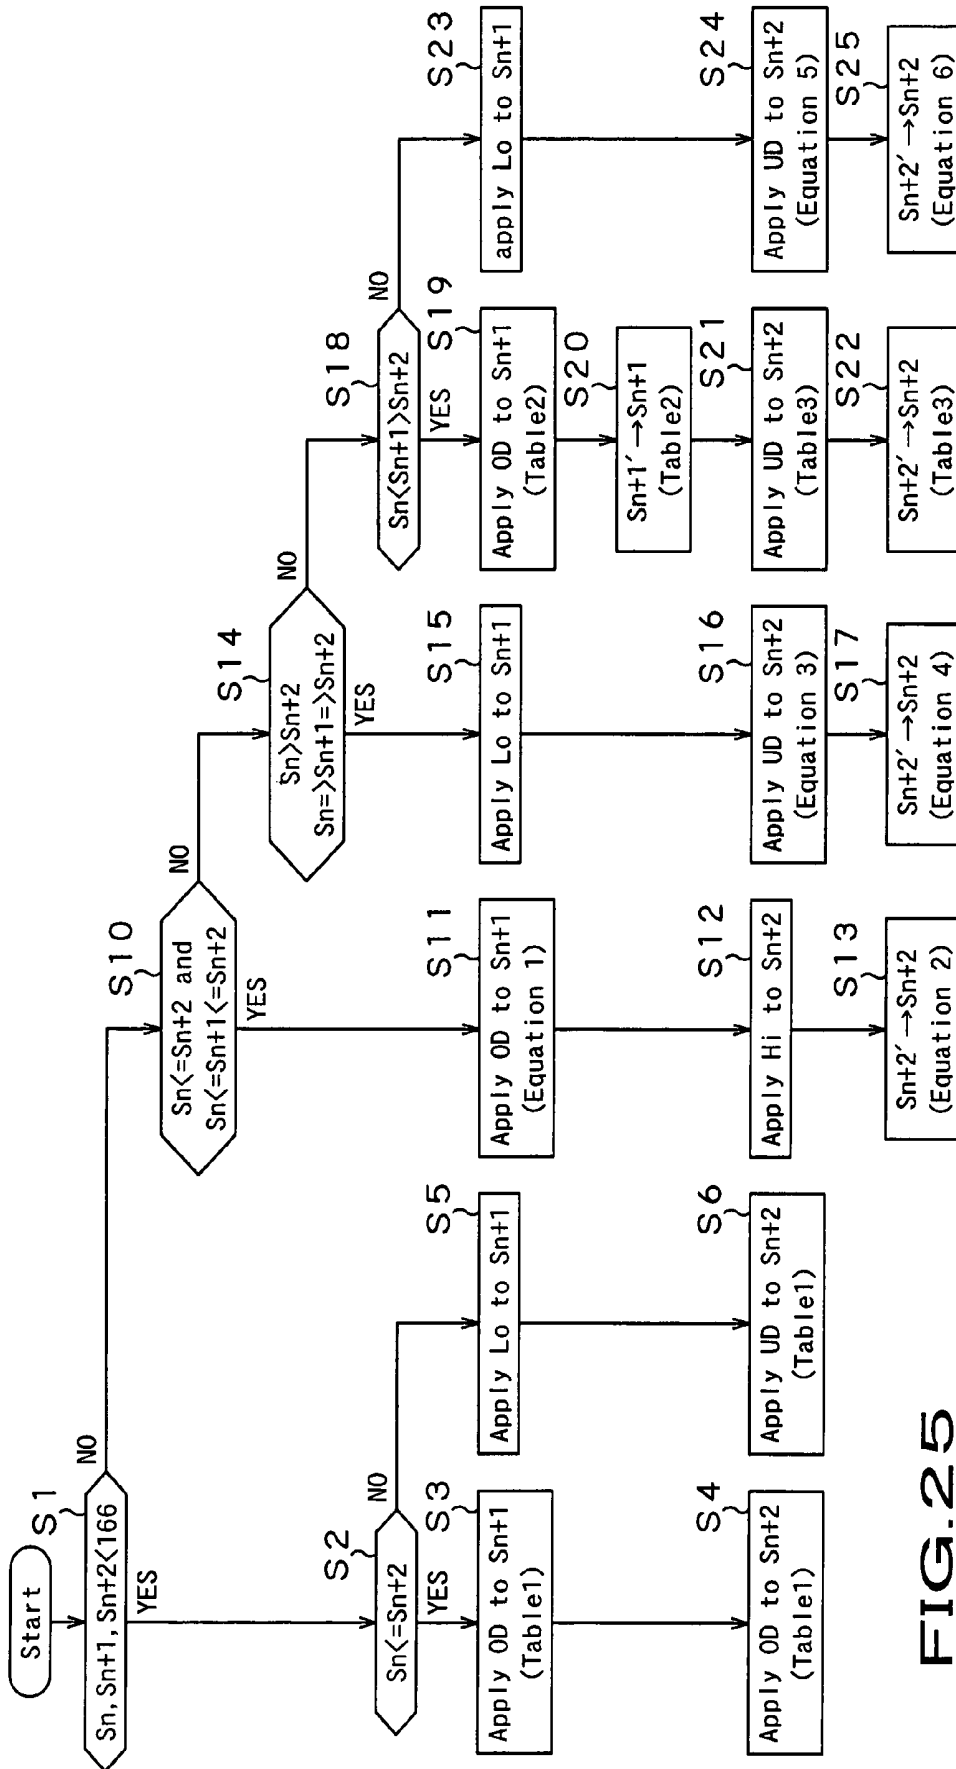 Start
S1
Sn,Sn+1,Sn+2<166
NO
YES
S2
Sn<=Sn+2
NO
YES
S3
Apply OD to Sn+1
(Table1)
S4
Apply OD to Sn+2
(Table1)
S5
Apply Lo to Sn+1
S6
Apply UD to Sn+2
(Table1)
S10
Sn<=Sn+2 and
Sn<=Sn+1<=Sn+2
NO
YES
S11
Apply OD to Sn+1
(Equation 1)
S12
Apply Hi to Sn+2
S13
Sn+2′→Sn+2
(Equation 2)
S14
Sn>Sn+2
Sn=>Sn+1=>Sn+2
NO
YES
S15
Apply Lo to Sn+1
S16
Apply UD to Sn+2
(Equation 3)
S17
Sn+2′→Sn+2
(Equation 4)
S18
Sn<Sn+1>Sn+2
NO
YES
S19
Apply OD to Sn+1
(Table2)
S20
Sn+1′→Sn+1
(Table2)
S21
Apply UD to Sn+2
(Table3)
S22
Sn+2′→Sn+2
(Table3)
S23
apply Lo to Sn+1
S24
Apply UD to Sn+2
(Equation 5)
S25
Sn+2′→Sn+2
(Equation 6)
FIG.25